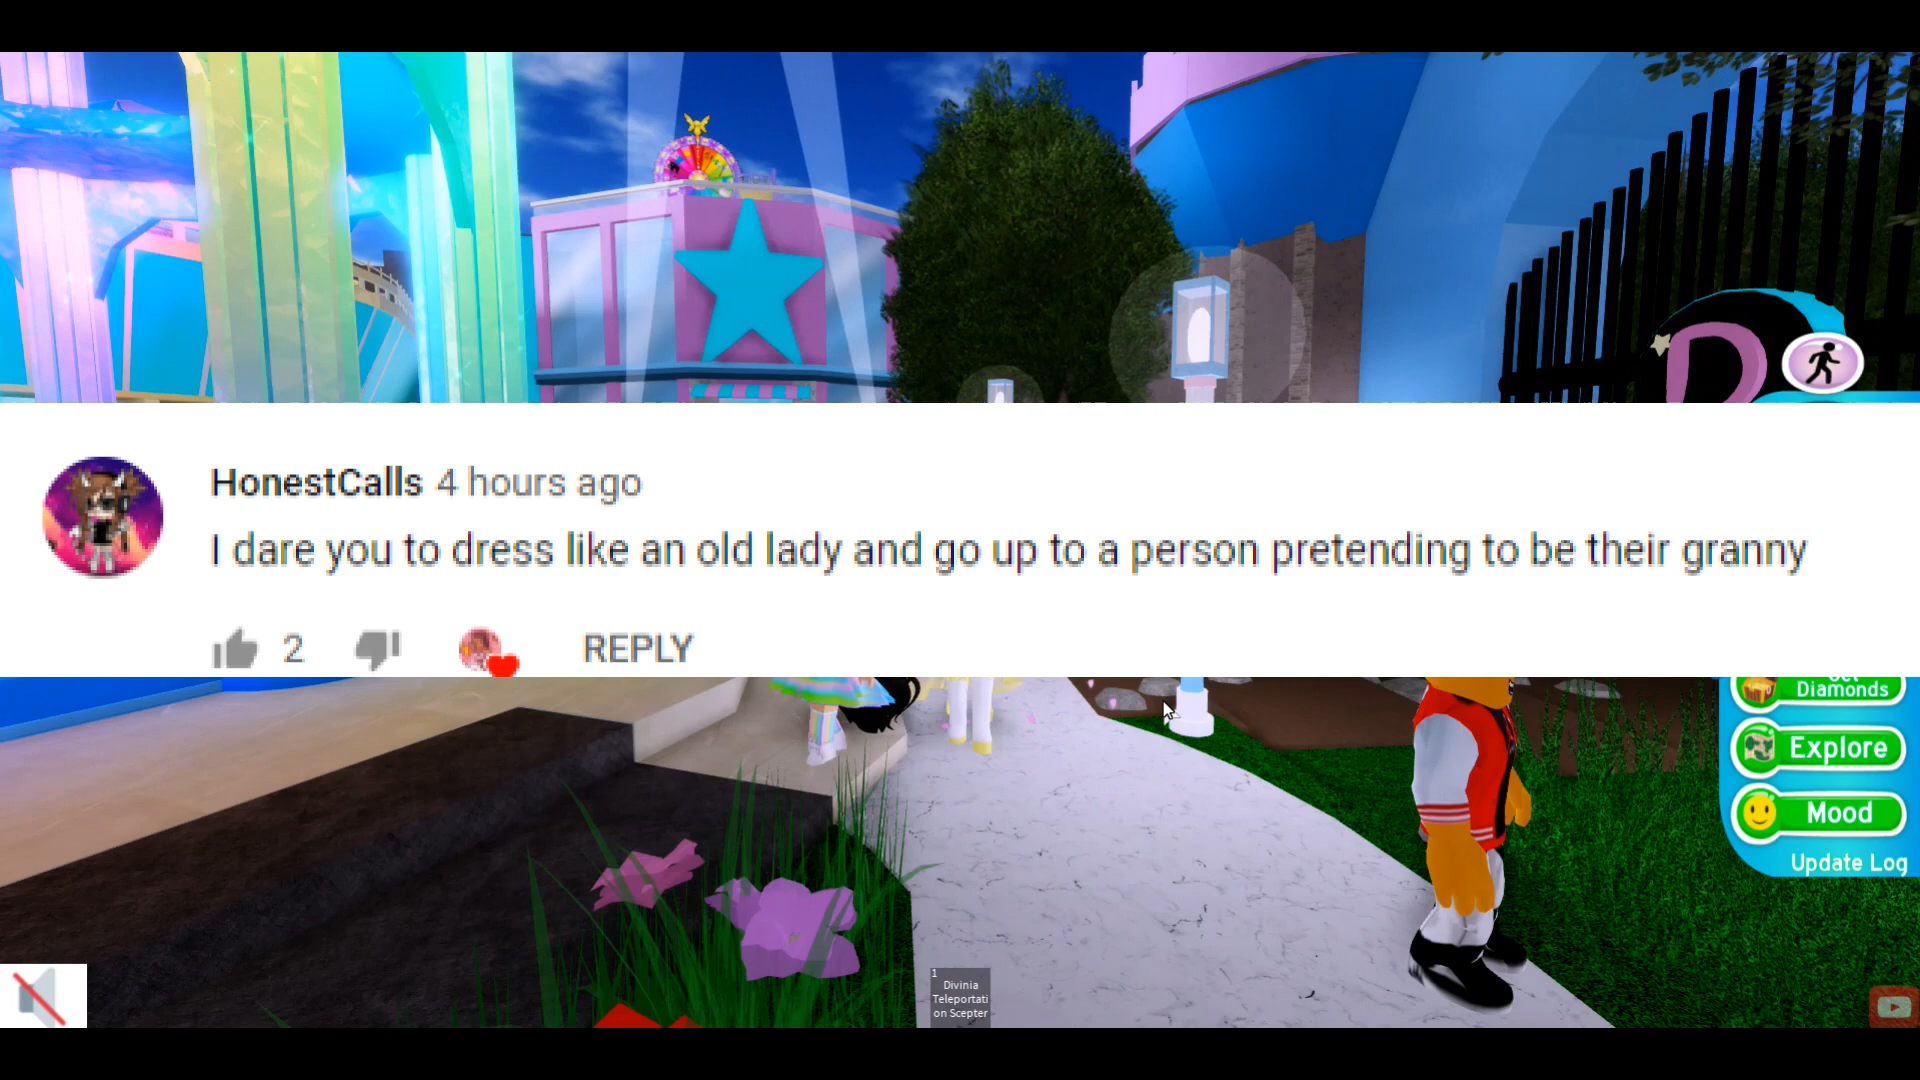 HonestCalls 4 hours ago
I dare you to dress like an old lady and go up to a person pretending to be their granny
2
REPLY
Diamonds
Explore
Mood
Update Log
1
Divinia
Teleportati
on Scepter